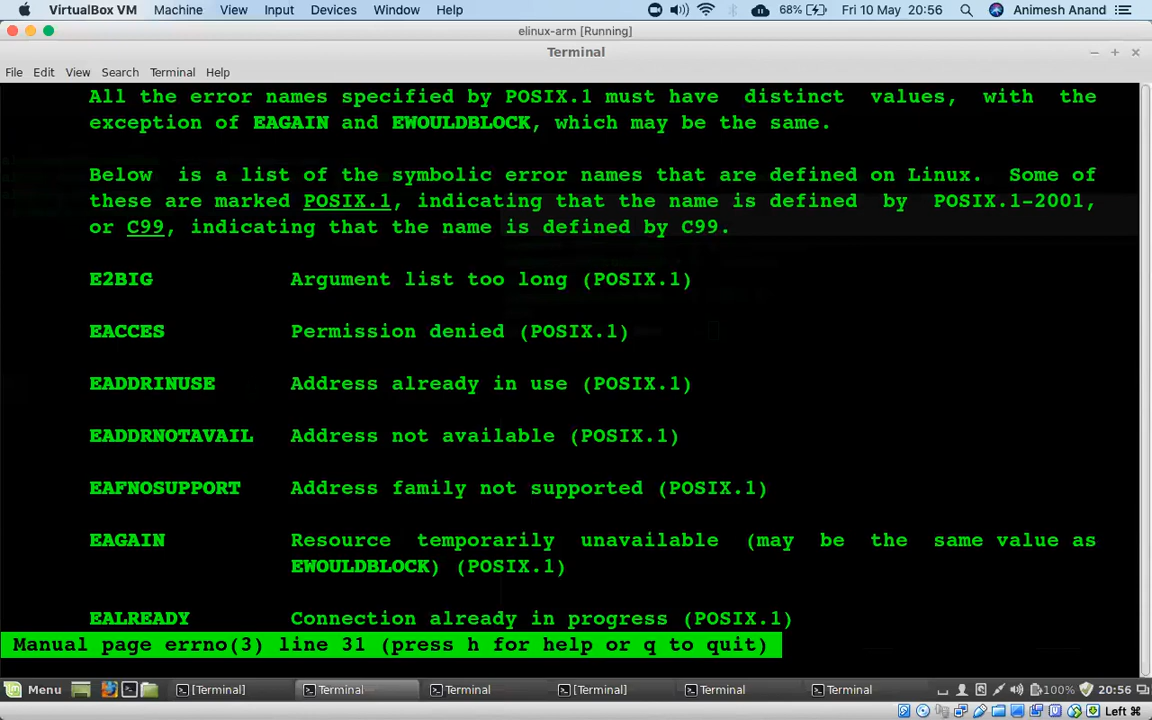 VirtualBox VM Machine View Input Devices Window Help 68% Fri 10 May 20:56 Animesh Anand
elinux-arm [Running]
Terminal
File Edit View Search Terminal Help
All the error names specified by POSIX.1 must have distinct values, with the
exception of EAGAIN and EWOULDBLOCK, which may be the same.
Below is a list of the symbolic error names that are defined on Linux. Some of
these are marked POSIX.1, indicating that the name is defined by POSIX.1-2001,
or C99, indicating that the name is defined by C99.
E2BIG Argument list too long (POSIX.1)
EACCES Permission denied (POSIX.1)
EADDRINUSE Address already in use (POSIX.1)
EADDRNOTAVAIL Address not available (POSIX.1)
EAFNOSUPPORT Address family not supported (POSIX.1)
EAGAIN Resource temporarily unavailable (may be the same value as
EWOULDBLOCK) (POSIX.1)
EALREADY Connection already in progress (POSIX.1)
Manual page errno(3) line 31 (press h for help or q to quit)
Menu [Terminal] Terminal Terminal [Terminal] Terminal Terminal 100% 20:56
Left ⌘